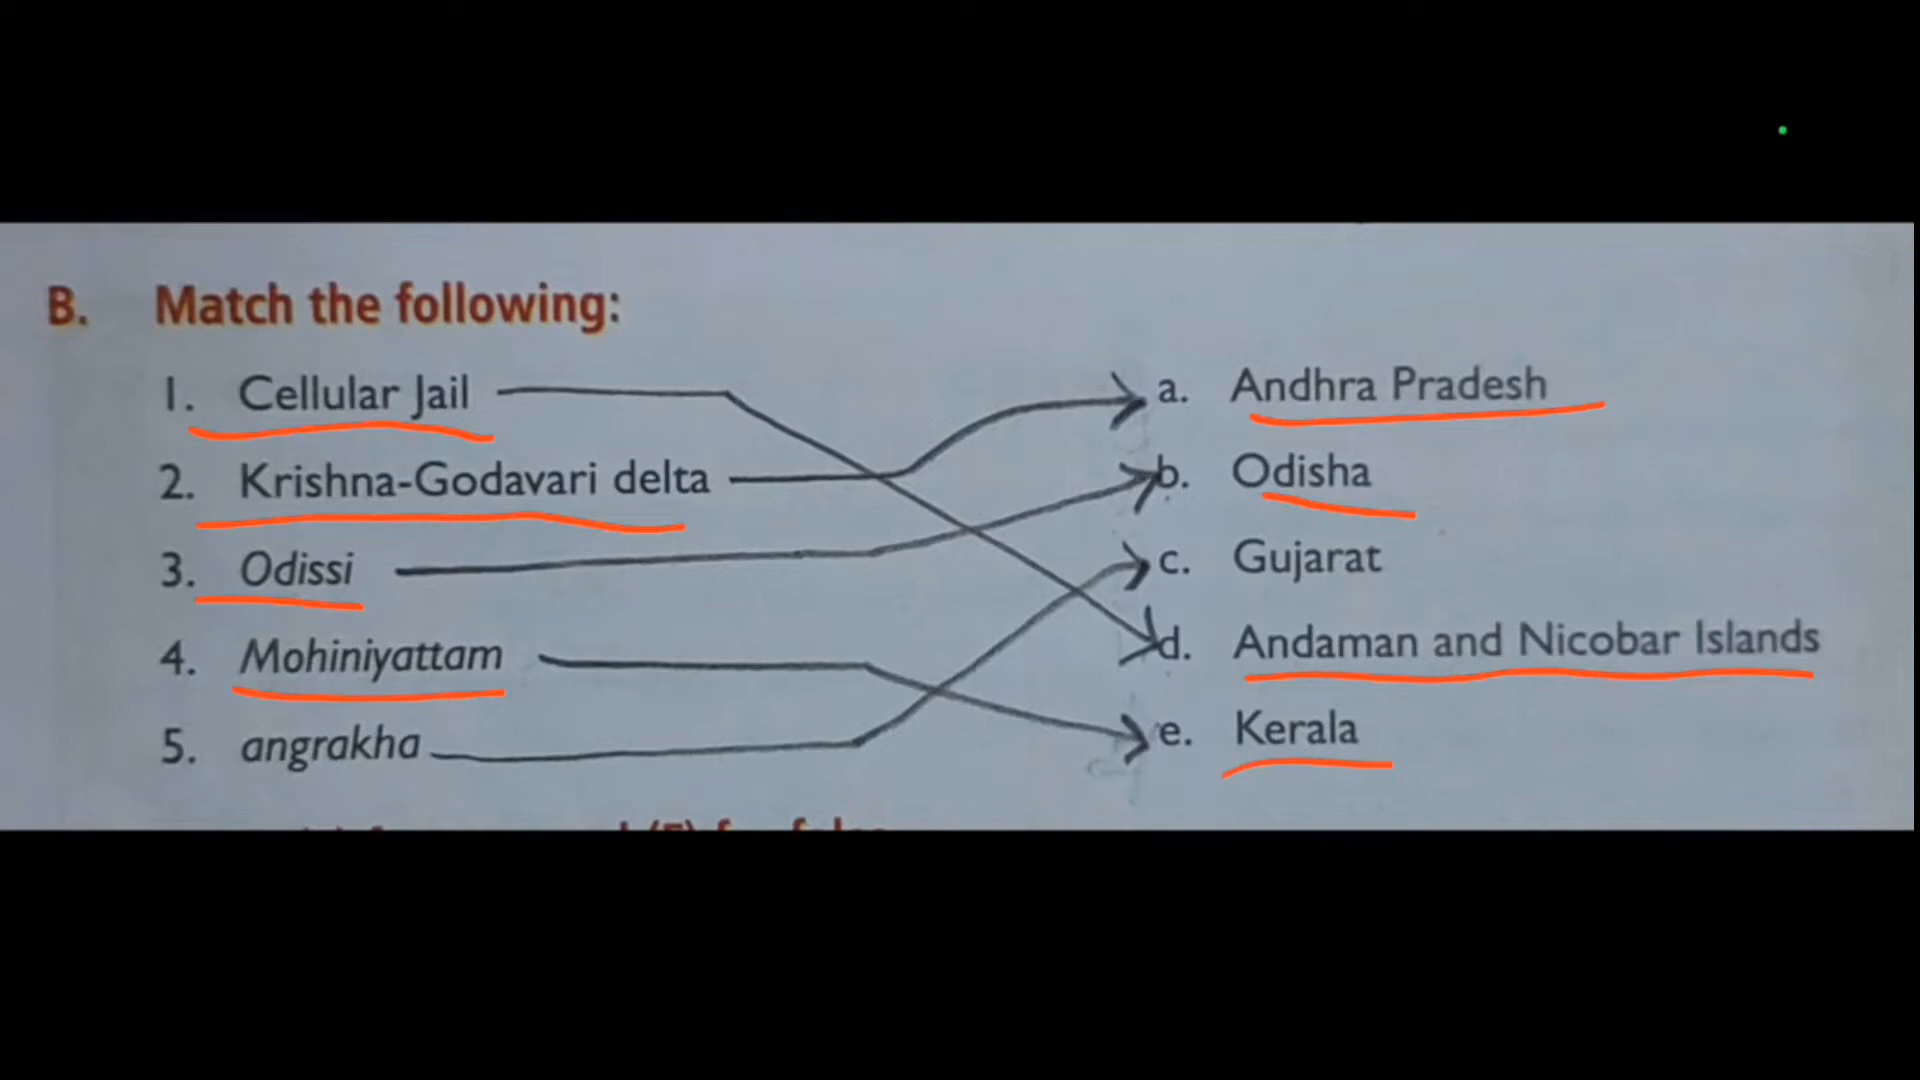 B. Match the following:
1. Cellular Jail
2. Krishna-Godavari delta
3. Odissi
4. Mohiniyattam
5. angrakha
a. Andhra Pradesh
b. Odisha
c. Gujarat
d. Andaman and Nicobar Islands
e. Kerala